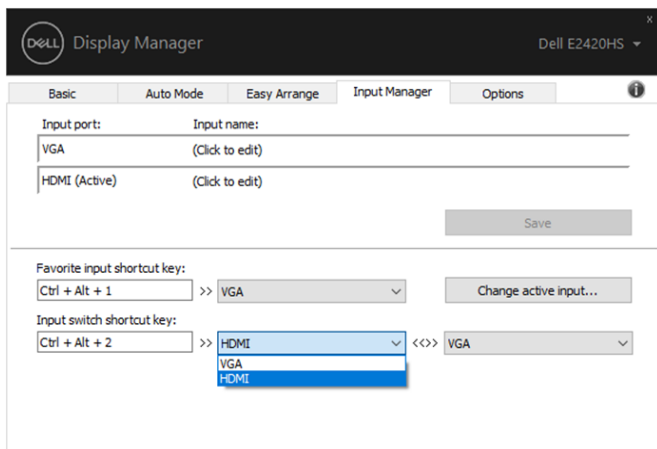 x
DELL Display Manager Dell E2420HS
Basic Auto Mode Easy Arrange Input Manager Options i
Input port: Input name:
VGA (Click to edit)
HDMI (Active) (Click to edit)
Save
Favorite input shortcut key:
Ctrl + Alt + 1 >> VGA Change active input...
Input switch shortcut key:
Ctrl + Alt + 2 >> HDMI <<>> VGA
VGA
HDMI